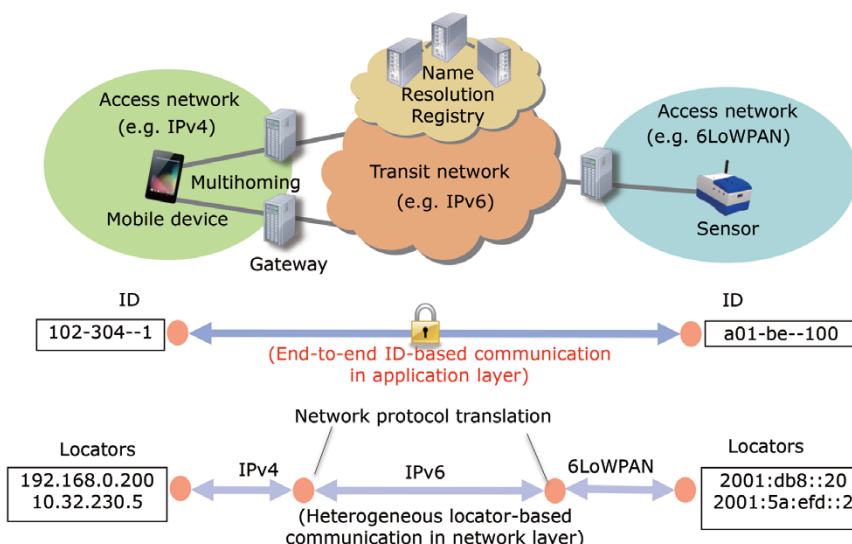 Name
Resolution
Registry
Access network
(e.g. IPv4)
Access network
(e.g. 6LoWPAN)
Multihoming
Transit network
(e.g. IPv6)
Mobile device
Sensor
Gateway
ID
ID
102-304--1
a01-be--100
(End-to-end ID-based communication
in application layer)
Network protocol translation
Locators
Locators
IPv4
IPv6
6LoWPAN
192.168.0.200
10.32.230.5
2001:db8::20
2001:5a:efd::2
(Heterogeneous locator-based
communication in network layer)